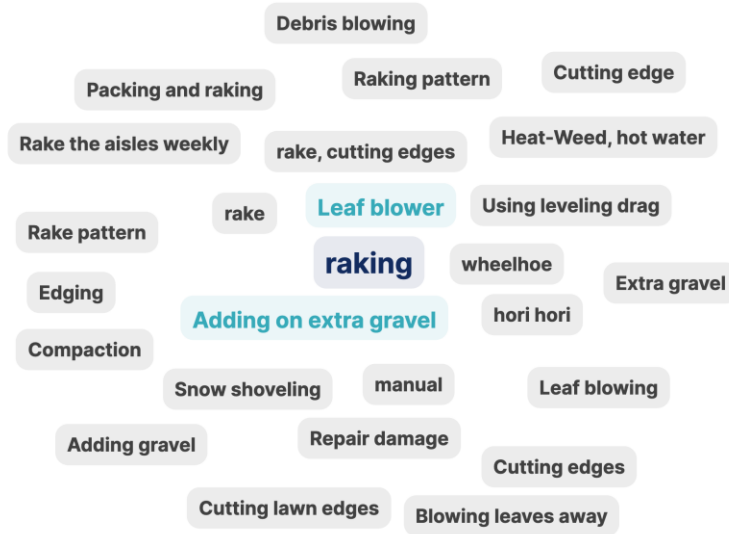 Debris blowing
Packing and raking
Raking pattern
Cutting edge
Rake the aisles weekly
rake, cutting edges
Heat-Weed, hot water
rake
Leaf blower
Using leveling drag
Rake pattern
raking
wheelhoe
Extra gravel
Edging
Adding on extra gravel
hori hori
Compaction
Snow shoveling
manual
Leaf blowing
Adding gravel
Repair damage
Cutting edges
Cutting lawn edges
Blowing leaves away